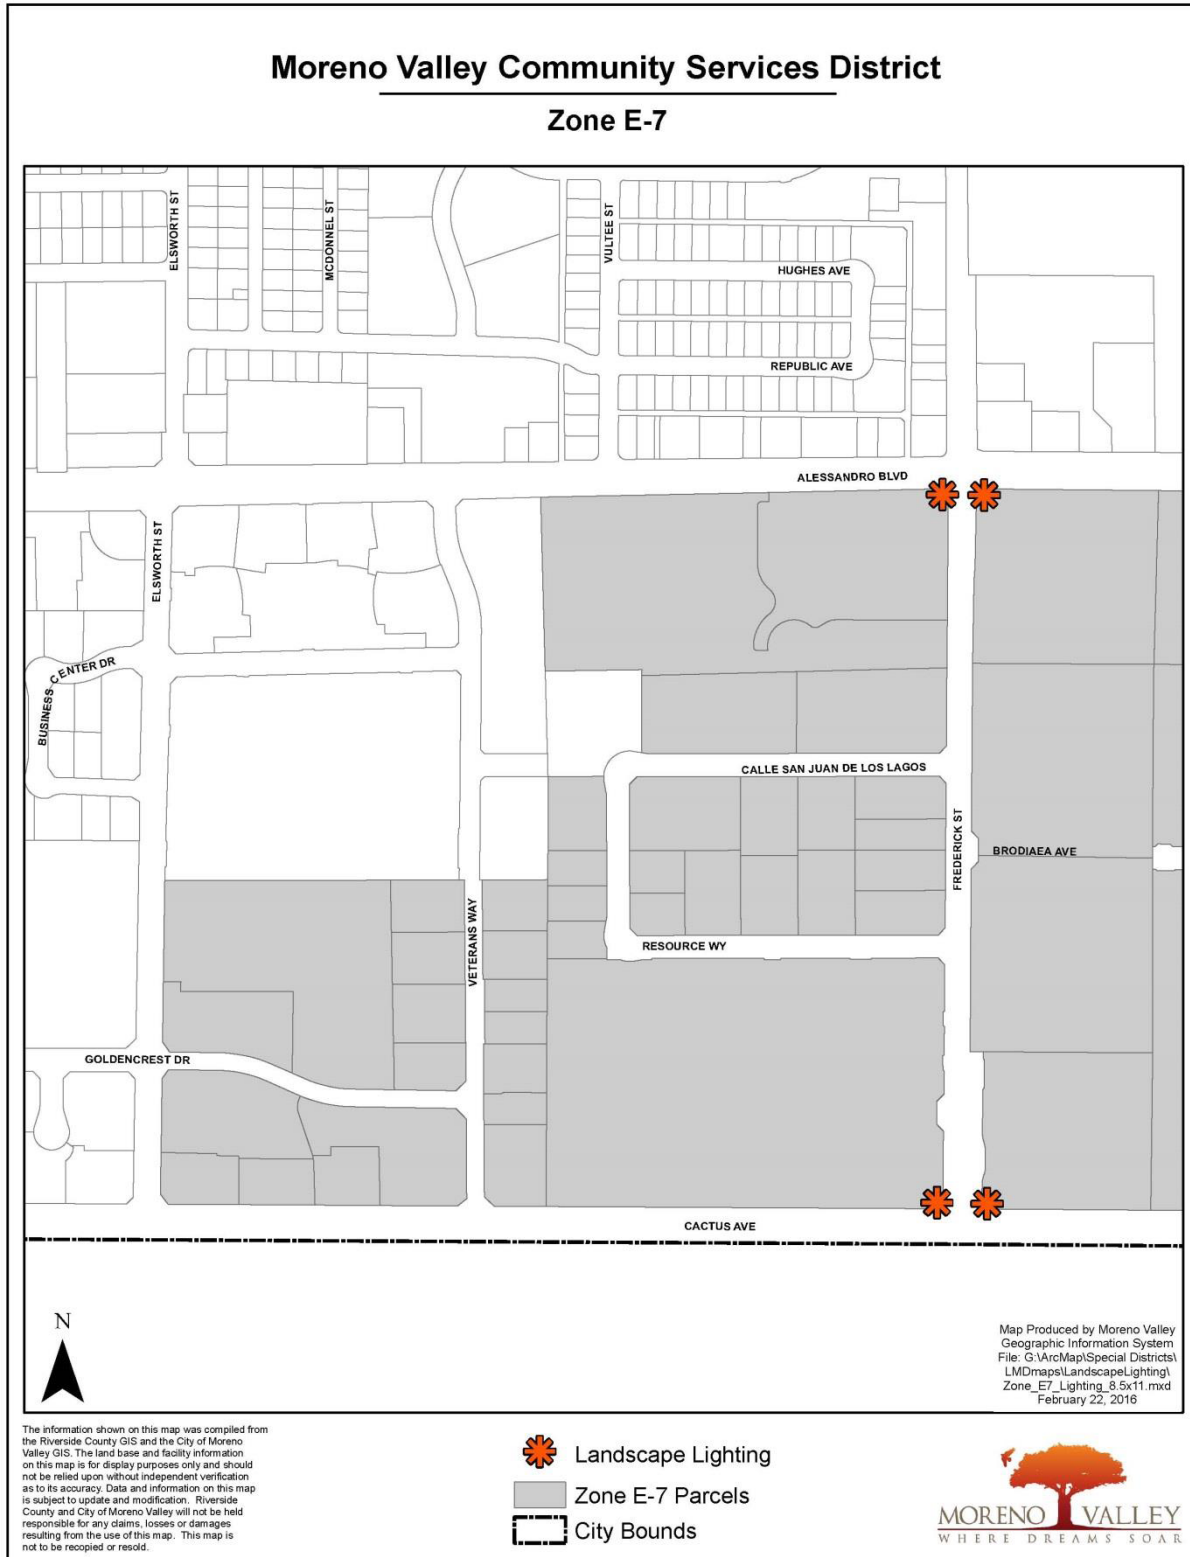 Moreno Valley Community Services District
Zone E-7
ELSWORTH ST
MCDONNEL ST
VULTEE ST
HUGHES AVE
REPUBLIC AVE
ALESSANDRO BLVD
ELSWORTH ST
BUSINESS CENTER DR
CALLE SAN JUAN DE LOS LAGOS
FREDERICK ST
BRODIAEA AVE
VETERANS WAY
RESOURCE WY
GOLDENCREST DR
CACTUS AVE
N
Map Produced by Moreno Valley
Geographic Information System
File: G:\ArcMap\Special Districts\
LMDmaps\LandscapeLighting\
Zone_E7_Lighting_8.5x11.mxd
February 22, 2016
The information shown on this map was compiled from
the Riverside County GIS and the City of Moreno
Valley GIS. The land base and facility information
on this map is for display purposes only and should
not be relied upon without independent verification
as to its accuracy. Data and information on this map
is subject to update and modification. Riverside
County and City of Moreno Valley will not be held
responsible for any claims, losses or damages
resulting from the use of this map. This map is
not to be recopied or resold.
Landscape Lighting
Zone E-7 Parcels
City Bounds
MORENO VALLEY
WHERE DREAMS SOAR